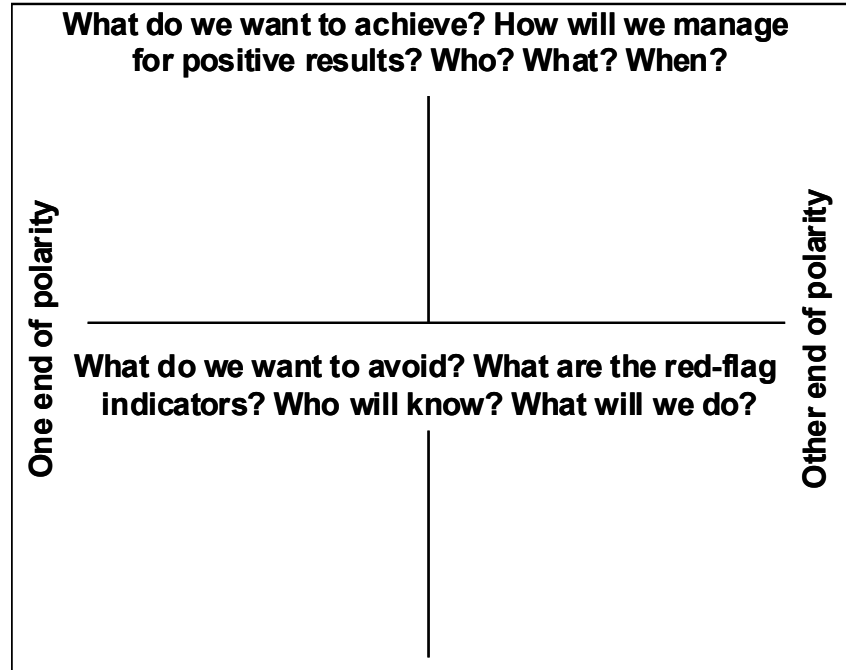 What do we want to achieve? How will we manage
for positive results? Who? What? When?
One end of polarity
Other end of polarity
What do we want to avoid? What are the red-flag
indicators? Who will know? What will we do?